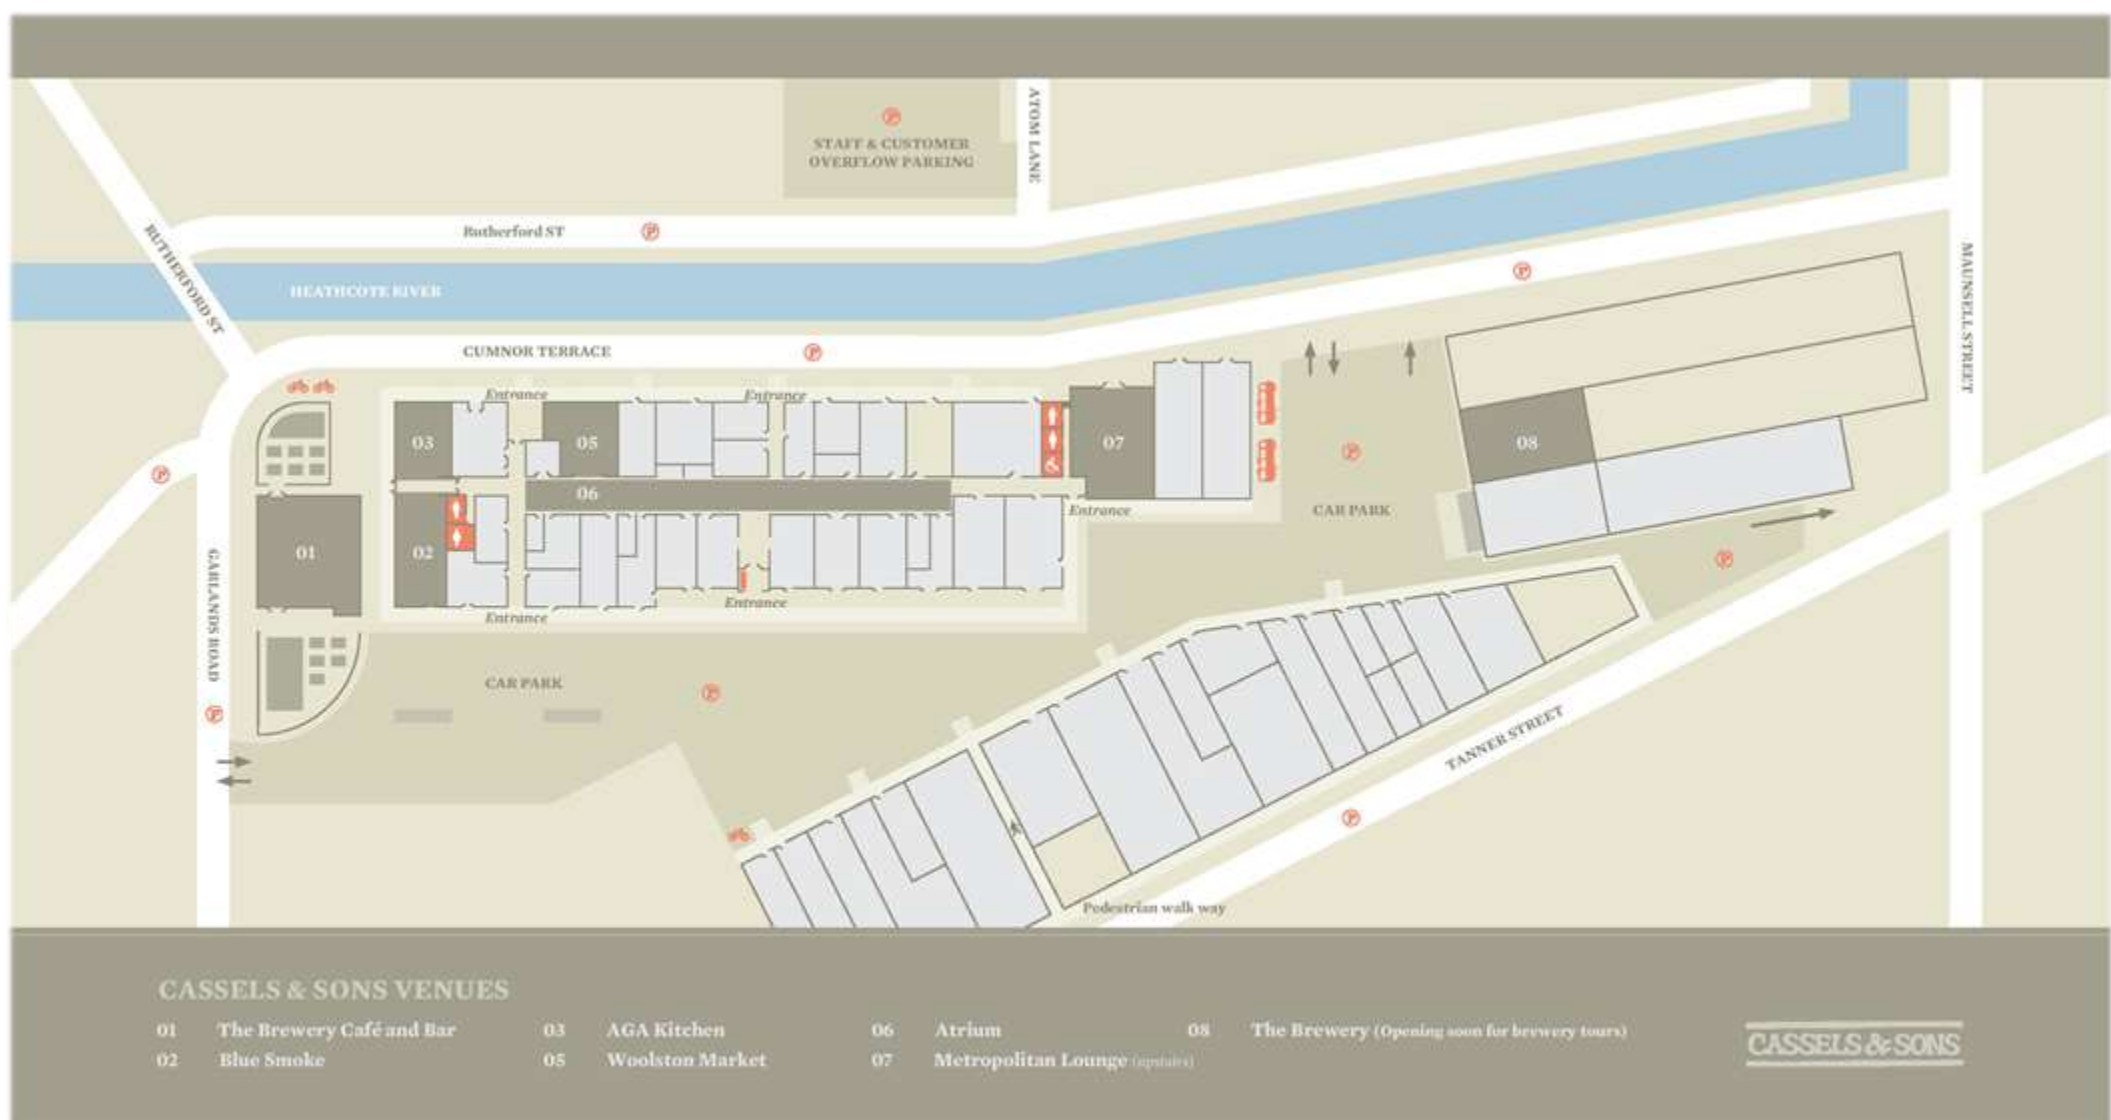 P
STAFF & CUSTOMER
OVERFLOW PARKING
ATOM LANE
RUTHERFORD ST
Rutherford ST
P
HEATHCOTE RIVER
MAUNSELL STREET
P
CUMNOR TERRACE
P
Entrance
Entrance
03
05
07
08
P
P
06
Entrance
CAR PARK
01
02
GARLANDS ROAD
P
Entrance
Entrance
CAR PARK
P
P
TANNER STREET
P
Pedestrian walk way
CASSELS & SONS VENUES
01 The Brewery Café and Bar
02 Blue Smoke
03 AGA Kitchen
05 Woolston Market
06 Atrium
07 Metropolitan Lounge (upstairs)
08 The Brewery (Opening soon for brewery tours)
CASSELS & SONS